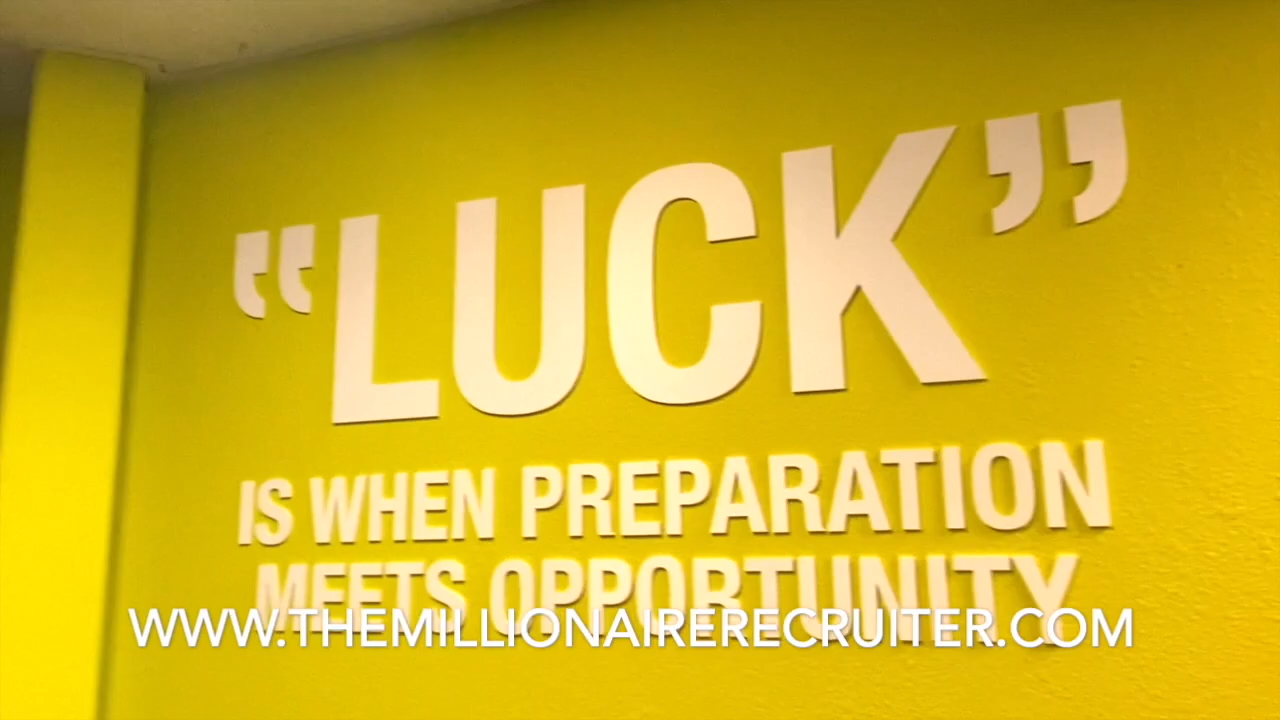 “LUCK”
IS WHEN PREPARATION
MEETS OPPORTUNITY
WWW.THEMILLIONAIRERECRUITER.COM